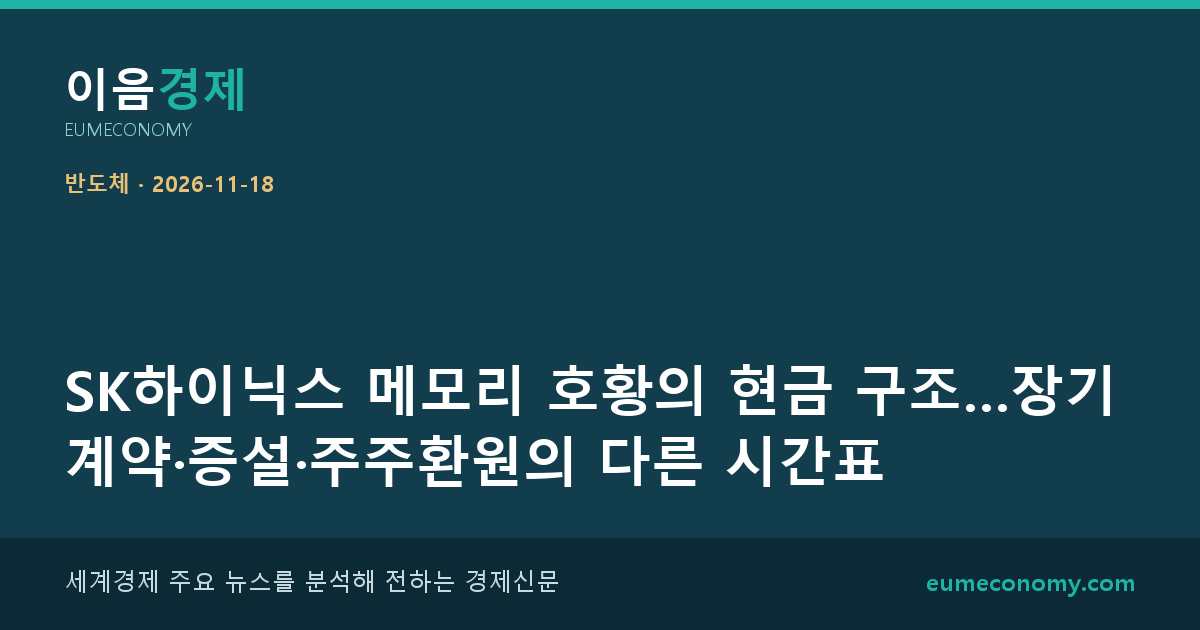 이음경제
EUMECONOMY
반도체 · 2026-11-18
SK하이닉스 메모리 호황의 현금 구조…장기
계약·증설·주주환원의 다른 시간표
세계경제 주요 뉴스를 분석해 전하는 경제신문
eumeconomy.com